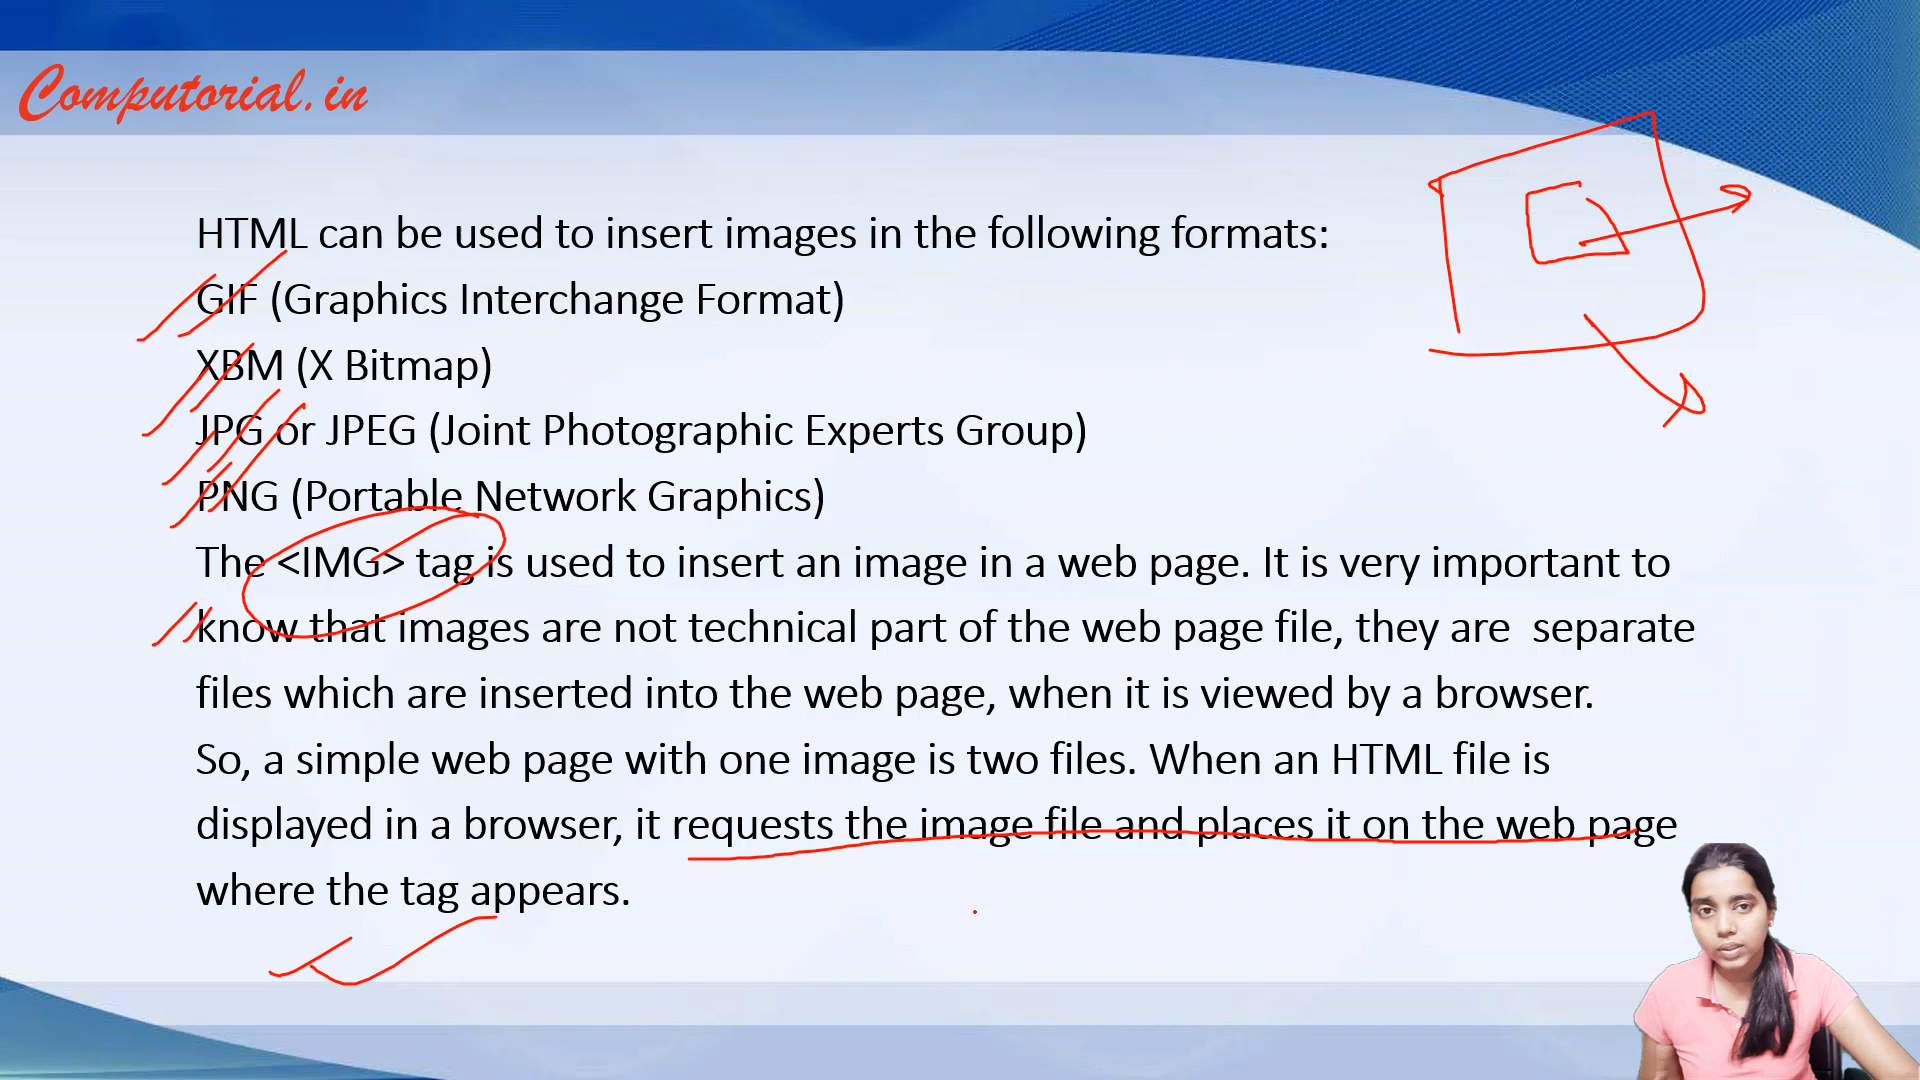 Computorial.in
HTML can be used to insert images in the following formats:
GIF (Graphics Interchange Format)
XBM (X Bitmap)
JPG or JPEG (Joint Photographic Experts Group)
PNG (Portable Network Graphics)
The <IMG> tag is used to insert an image in a web page. It is very important to
know that images are not technical part of the web page file, they are  separate
files which are inserted into the web page, when it is viewed by a browser.
So, a simple web page with one image is two files. When an HTML file is
displayed in a browser, it requests the image file and places it on the web page
where the tag appears.